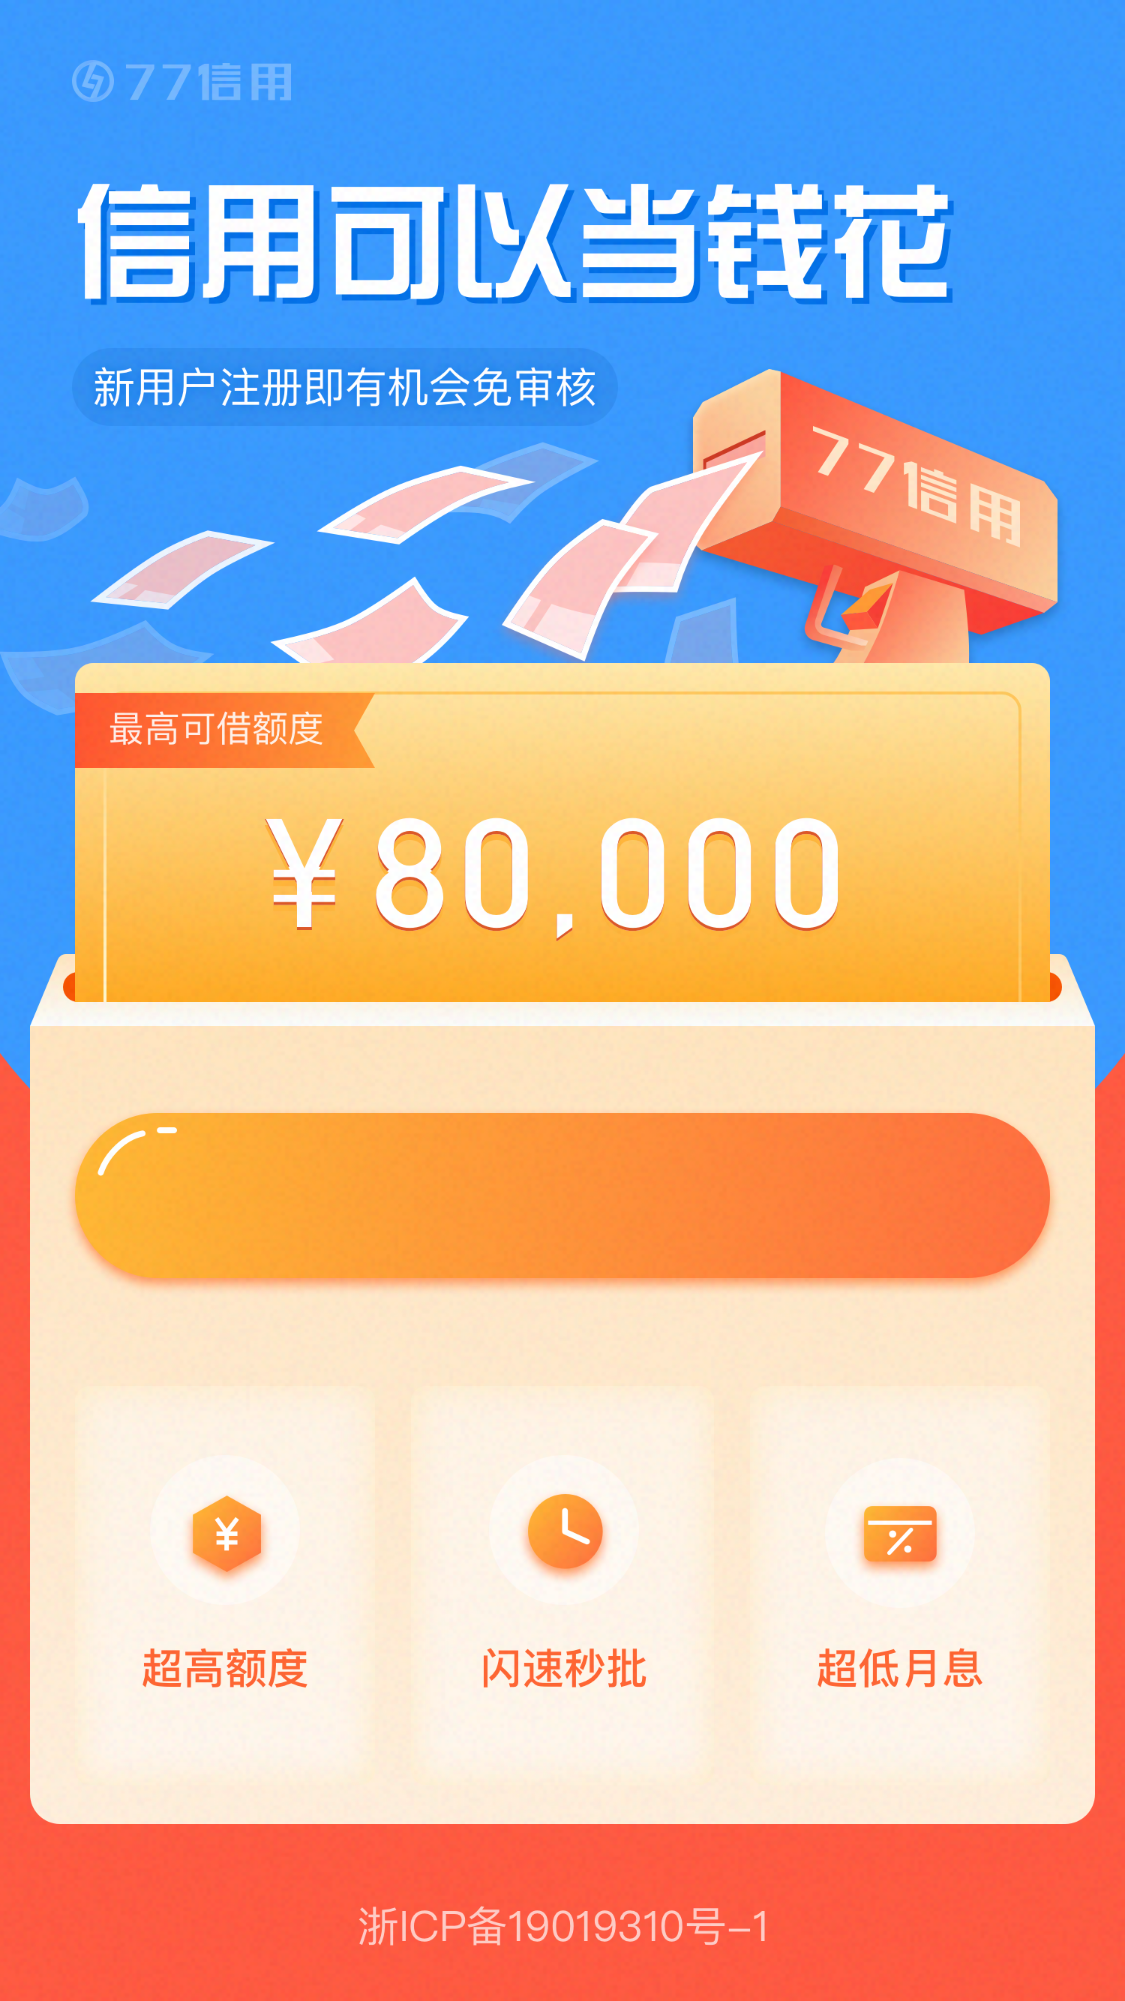 77信用
信用可以当钱花
新用户注册即有机会免审核
77信用
最高可借额度
¥80,000
¥
%
超高额度
闪速秒批
超低月息
浙ICP备19019310号-1